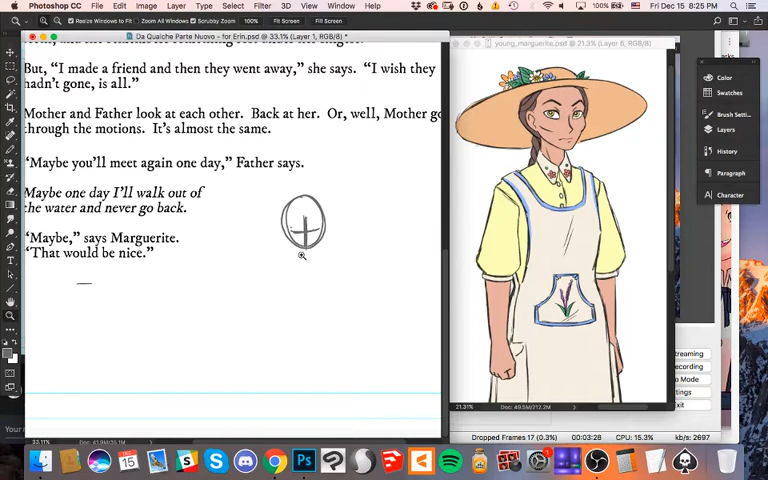 Photoshop CC File Edit Image Layer Type Select Filter 3D View Window Help 100% Fri Dec 15 8:25 PM
Resize Windows to Fit Zoom All Windows Scrubby Zoom 100% Fit Screen Fill Screen
Da Qualche Parte Nuovo - for Erin.psd @ 33.1% (Layer 1, RGB/8) *
young_marguerite.psd @ 21.3% (Layer 6, RGB/8)
But, “I made a friend and then they went away,” she says. “I wish they
hadn’t gone, is all.”
Mother and Father look at each other. Back at her. Or, well, Mother go
through the motions. It’s almost the same.
“Maybe you’ll meet again one day,” Father says.
Maybe one day I’ll walk out of
the water and never go back.
“Maybe,” says Marguerite.
“That would be nice.”
Color
Swatches
Brush Setti...
Layers
History
Paragraph
Character
21.31%
33.11%
Dropped Frames 17 (0.3%) 00:03:28 CPU: 15.3% kb/s: 2697